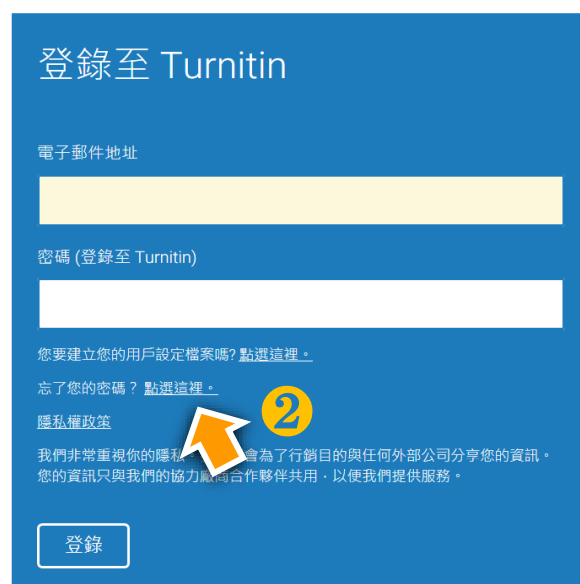 登錄至 Turnitin
電子郵件地址
密碼 (登錄至 Turnitin)
您要建立您的用戶設定檔案嗎? 點選這裡。
忘了您的密碼？ 點選這裡。
2
隱私權政策
我們非常重視你的隱私 會為了行銷目的與任何外部公司分享您的資訊。
您的資訊只與我們的協力廠商合作夥伴共用，以便我們提供服務。
登錄